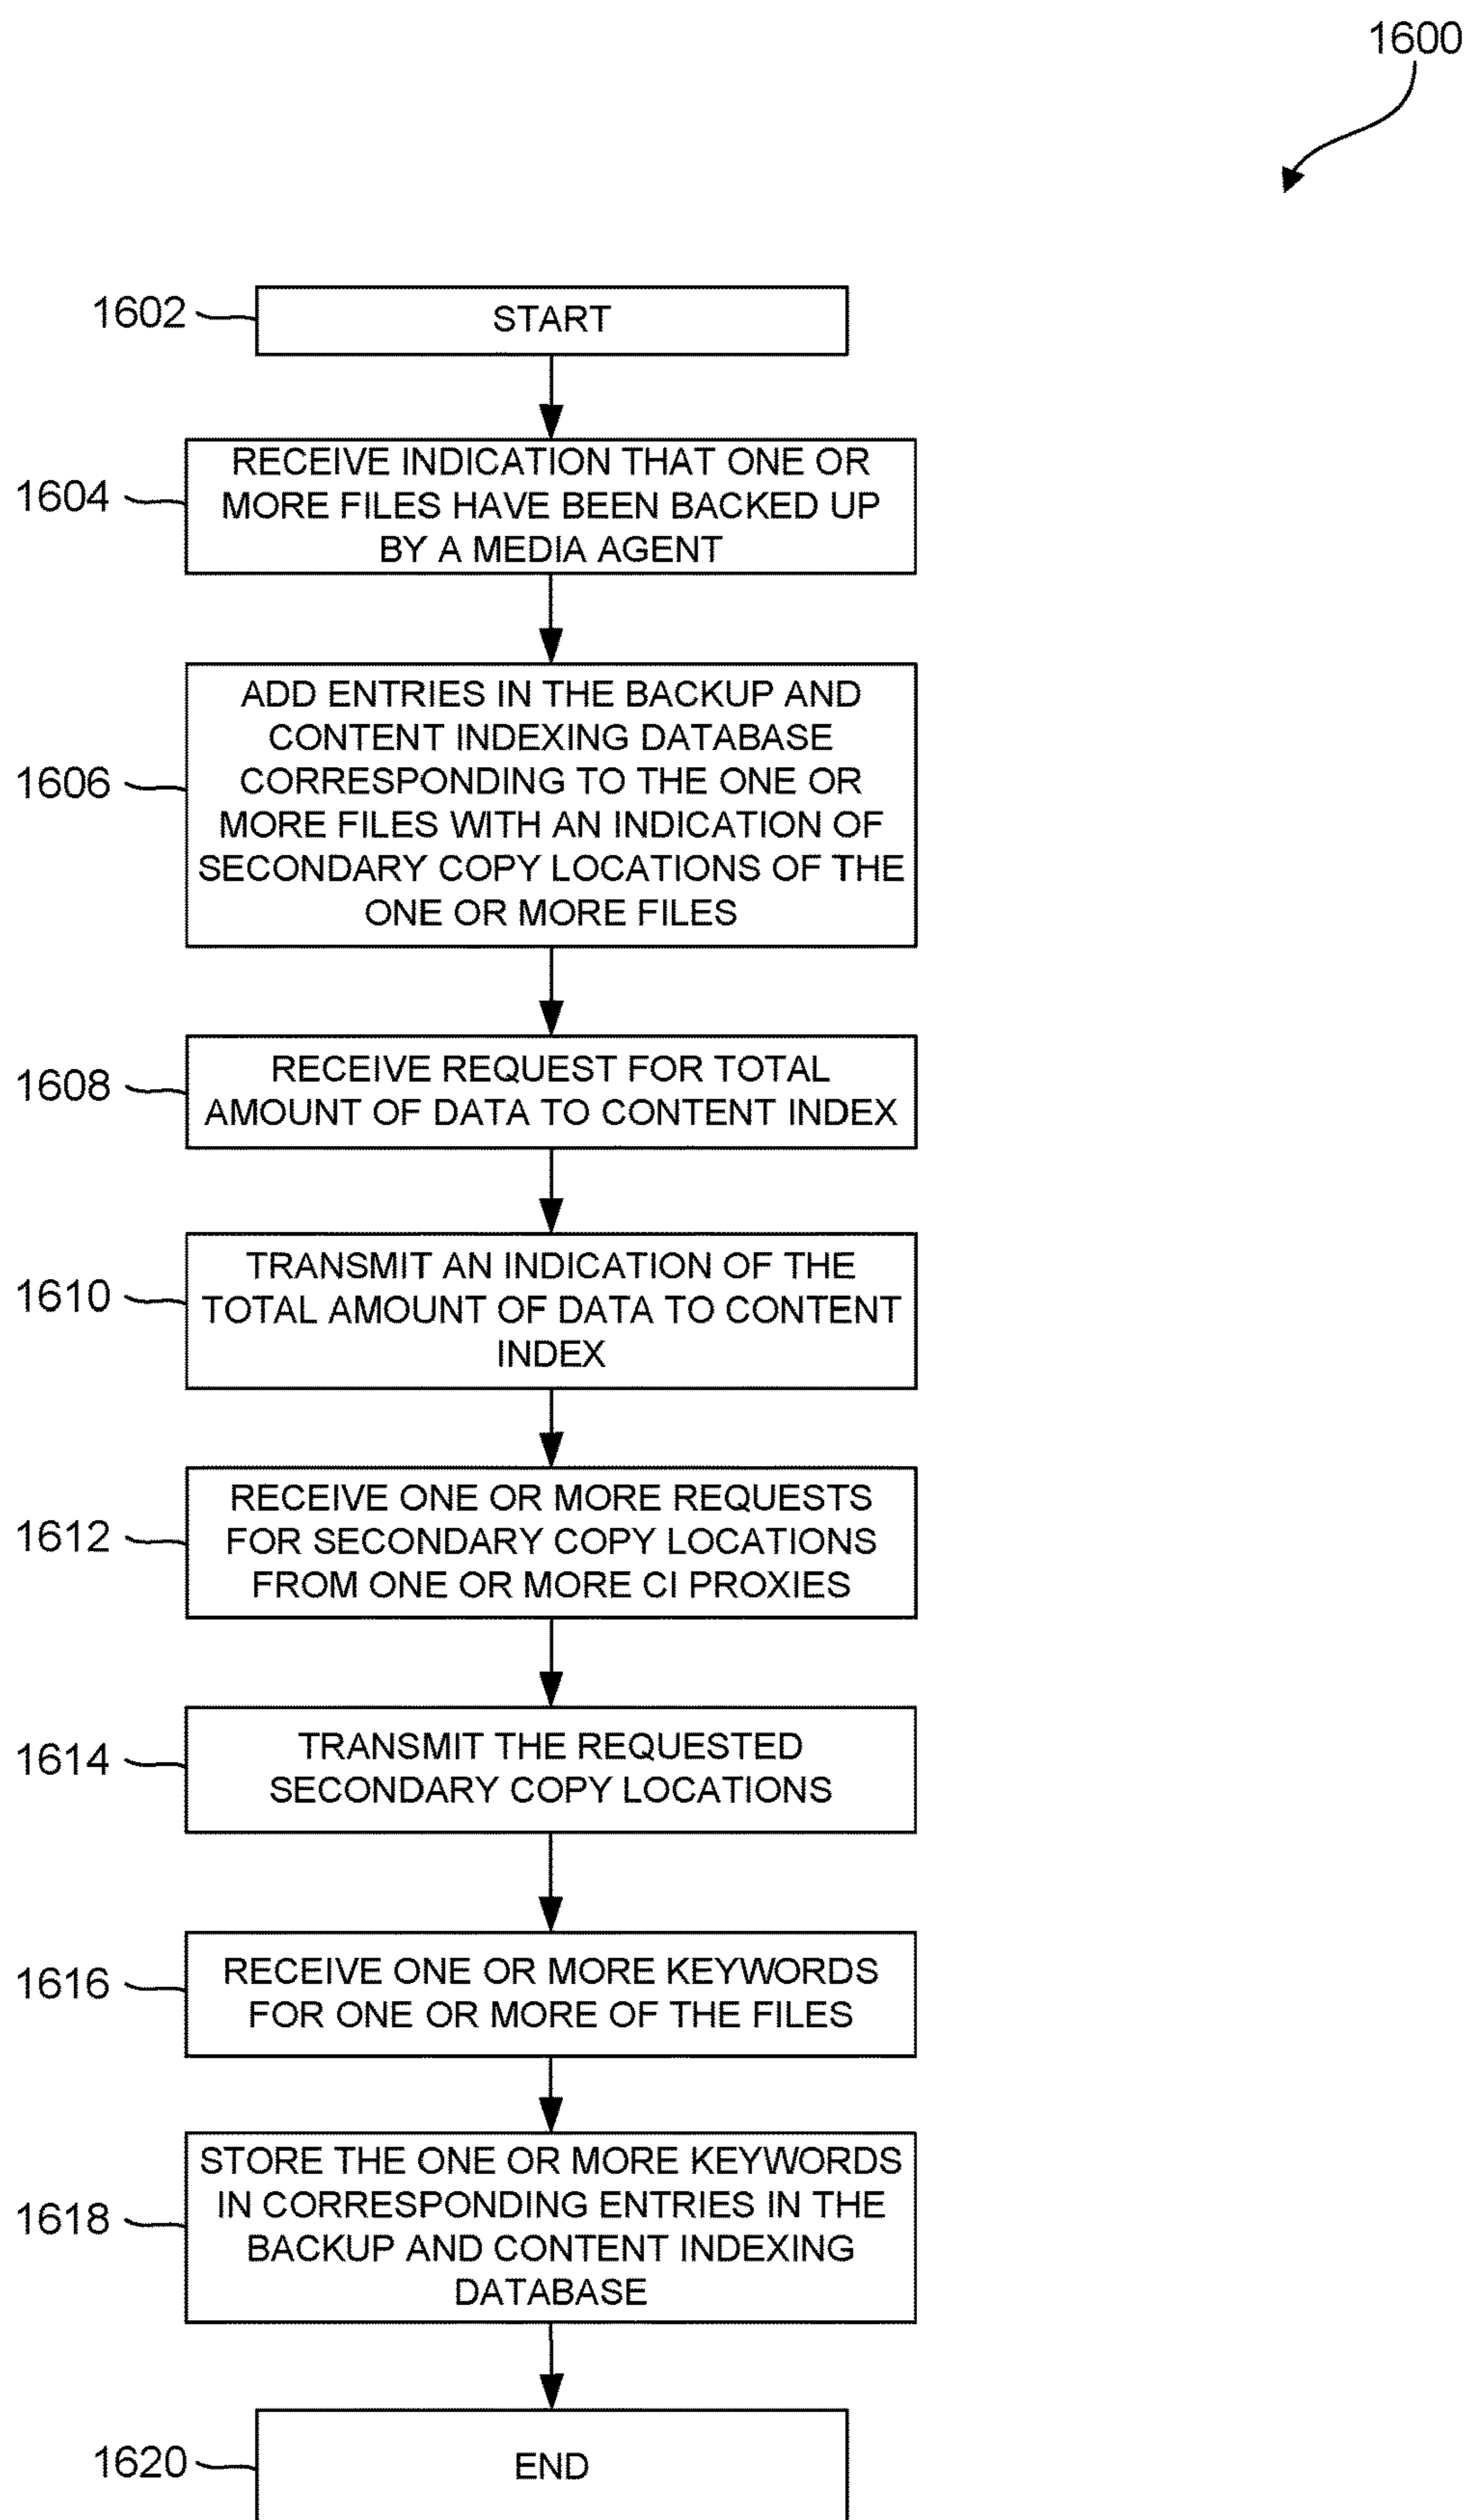 1600
1602
START
1604
RECEIVE INDICATION THAT ONE OR
MORE FILES HAVE BEEN BACKED UP
BY A MEDIA AGENT
1606
ADD ENTRIES IN THE BACKUP AND
CONTENT INDEXING DATABASE
CORRESPONDING TO THE ONE OR
MORE FILES WITH AN INDICATION OF
SECONDARY COPY LOCATIONS OF THE
ONE OR MORE FILES
1608
RECEIVE REQUEST FOR TOTAL
AMOUNT OF DATA TO CONTENT INDEX
1610
TRANSMIT AN INDICATION OF THE
TOTAL AMOUNT OF DATA TO CONTENT
INDEX
1612
RECEIVE ONE OR MORE REQUESTS
FOR SECONDARY COPY LOCATIONS
FROM ONE OR MORE CI PROXIES
1614
TRANSMIT THE REQUESTED
SECONDARY COPY LOCATIONS
1616
RECEIVE ONE OR MORE KEYWORDS
FOR ONE OR MORE OF THE FILES
1618
STORE THE ONE OR MORE KEYWORDS
IN CORRESPONDING ENTRIES IN THE
BACKUP AND CONTENT INDEXING
DATABASE
1620
END